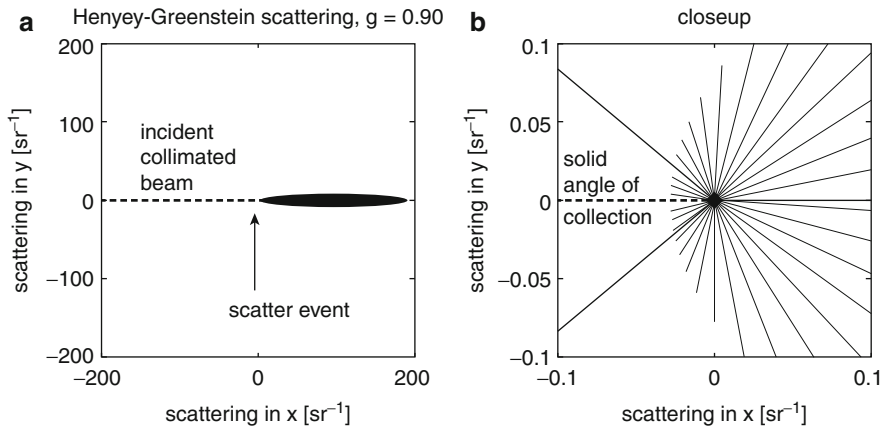 a Henyey-Greenstein scattering, g = 0.90
200
100
0
−100
−200
−200
0
200
scattering in y [sr⁻¹]
scattering in x [sr⁻¹]
incident
collimated
beam
scatter event
b closeup
0.1
0.05
0
−0.05
−0.1
−0.1
0
0.1
scattering in y [sr⁻¹]
scattering in x [sr⁻¹]
solid
angle of
collection